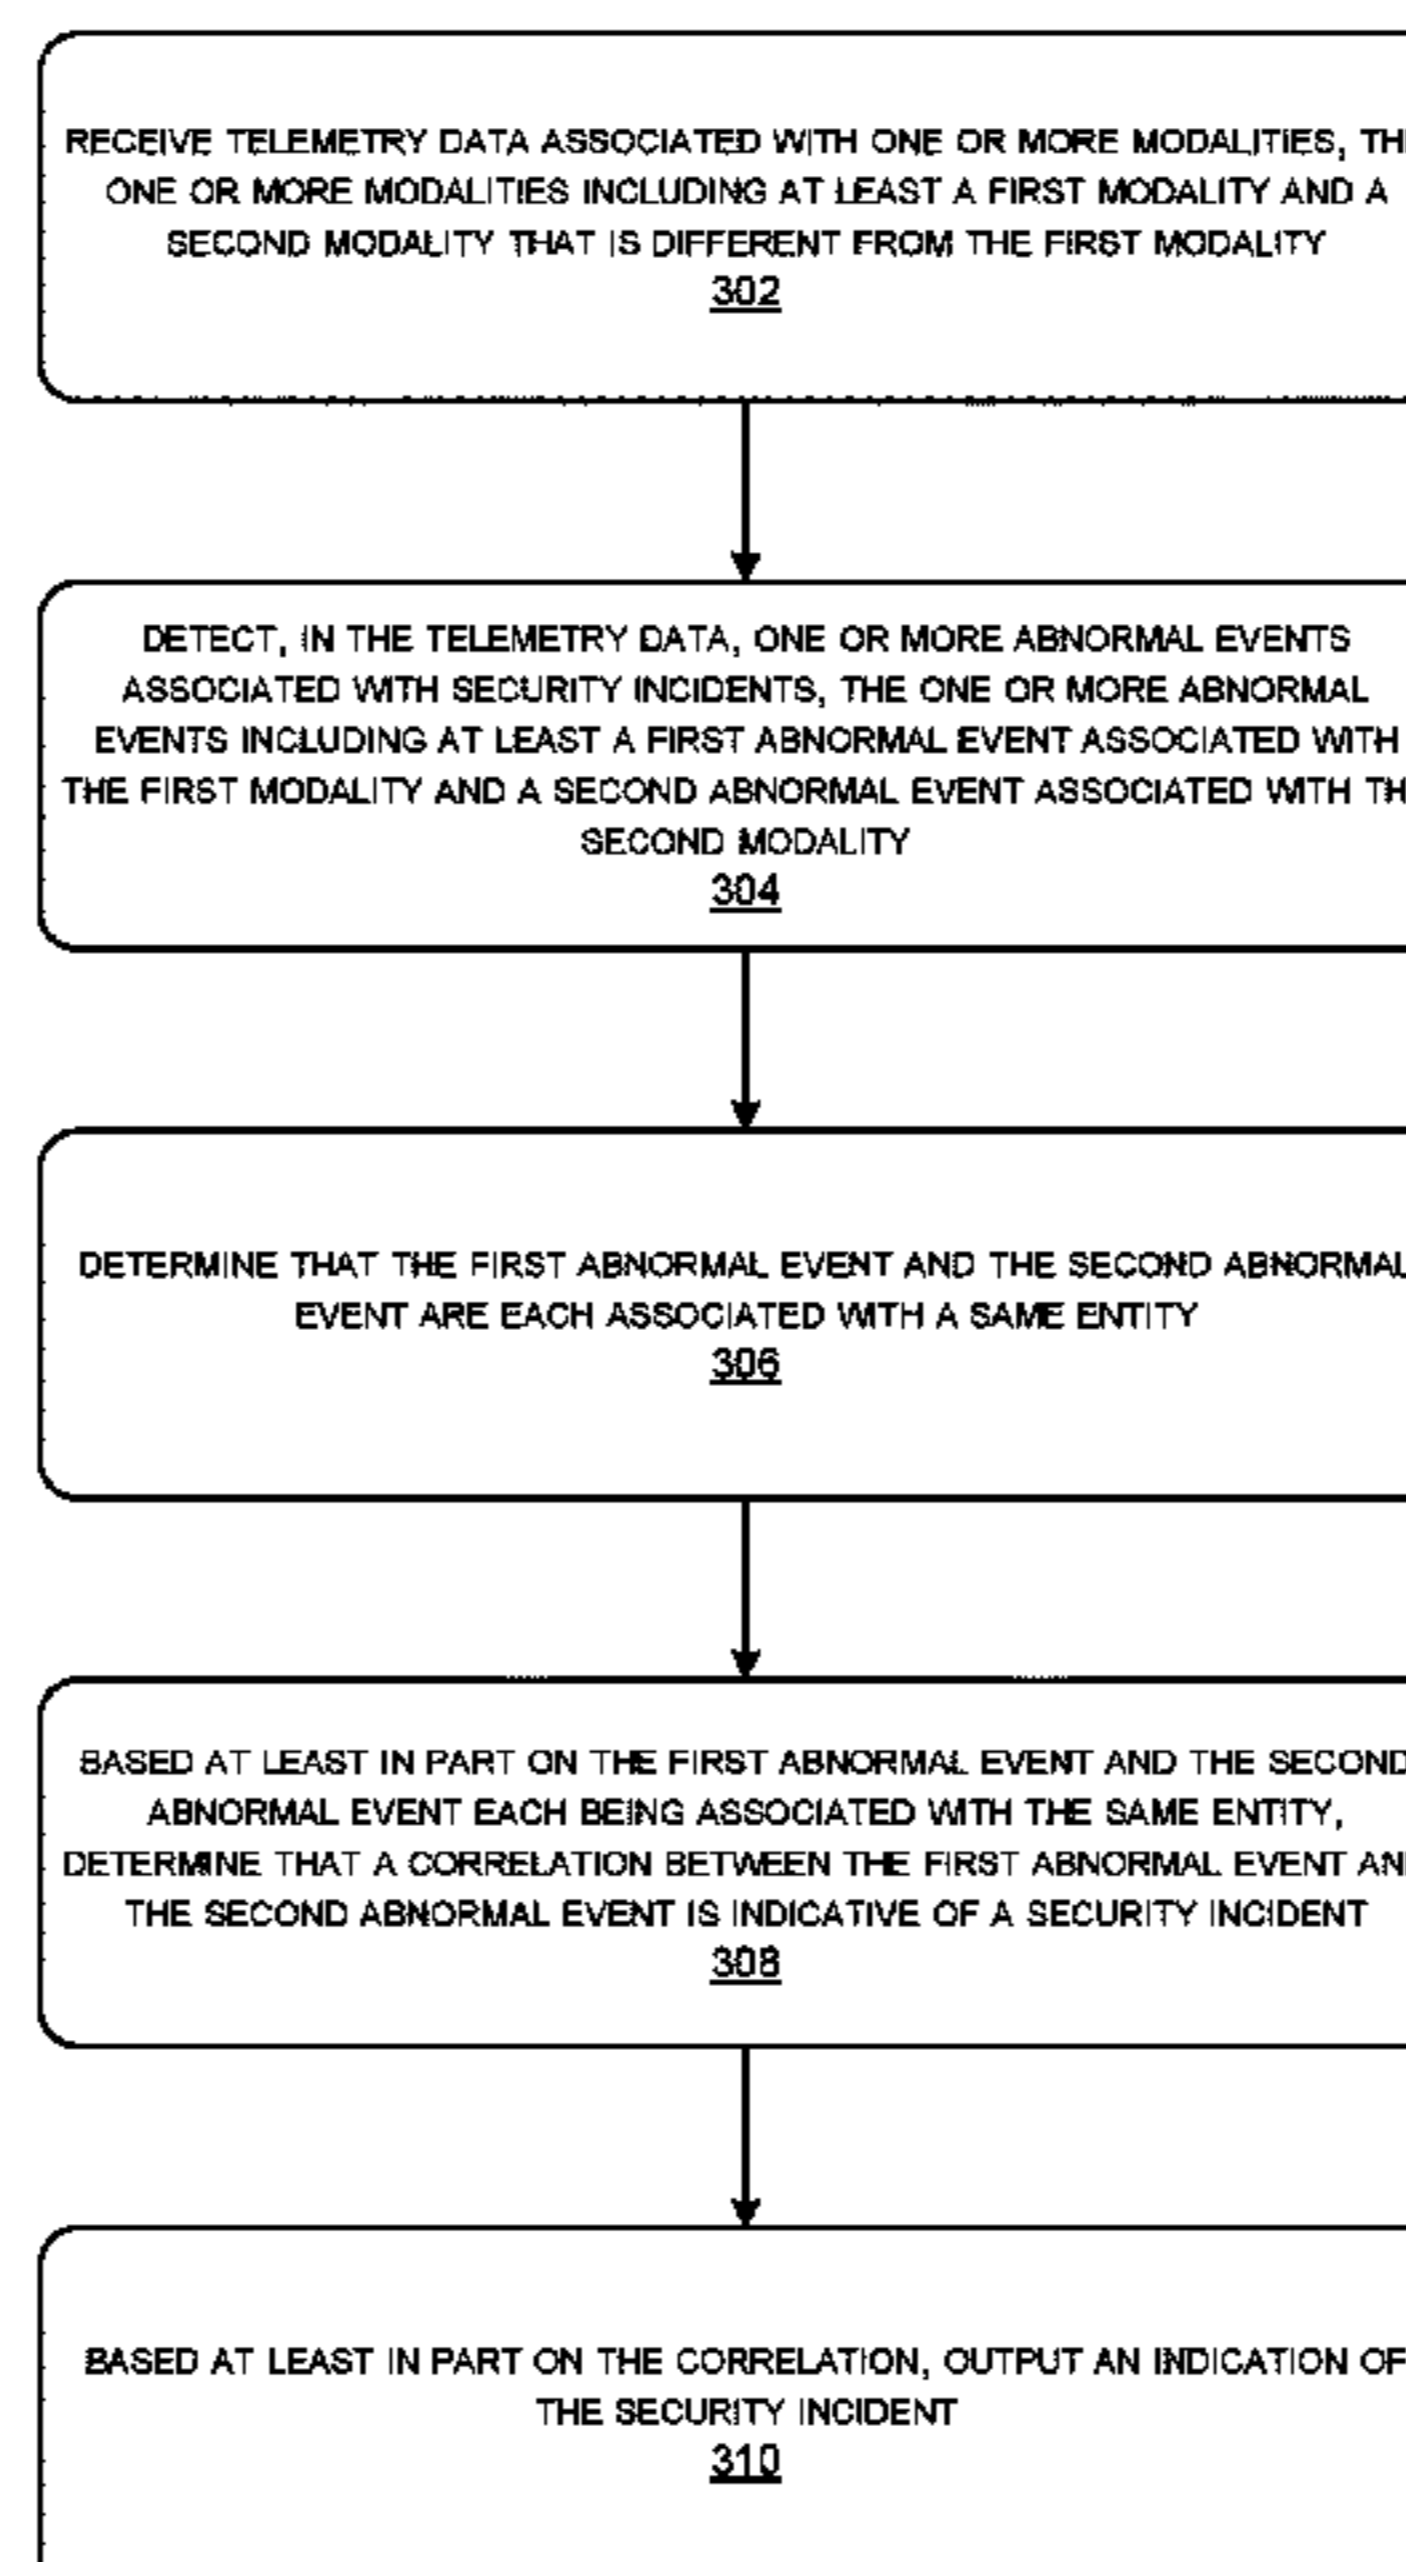 RECEIVE TELEMETRY DATA ASSOCIATED WITH ONE OR MORE MODALITIES, TH
ONE OR MORE MODALITIES INCLUDING AT LEAST A FIRST MODALITY AND A
SECOND MODALITY THAT IS DIFFERENT FROM THE FIRST MODALITY
302
DETECT, IN THE TELEMETRY DATA, ONE OR MORE ABNORMAL EVENTS
ASSOCIATED WITH SECURITY INCIDENTS, THE ONE OR MORE ABNORMAL
EVENTS INCLUDING AT LEAST A FIRST ABNORMAL EVENT ASSOCIATED WITH
THE FIRST MODALITY AND A SECOND ABNORMAL EVENT ASSOCIATED WITH TH
SECOND MODALITY
304
DETERMINE THAT THE FIRST ABNORMAL EVENT AND THE SECOND ABNORMAL
EVENT ARE EACH ASSOCIATED WITH A SAME ENTITY
306
BASED AT LEAST IN PART ON THE FIRST ABNORMAL EVENT AND THE SECOND
ABNORMAL EVENT EACH BEING ASSOCIATED WITH THE SAME ENTITY,
DETERMINE THAT A CORRELATION BETWEEN THE FIRST ABNORMAL EVENT AN
THE SECOND ABNORMAL EVENT IS INDICATIVE OF A SECURITY INCIDENT
308
BASED AT LEAST IN PART ON THE CORRELATION, OUTPUT AN INDICATION OF
THE SECURITY INCIDENT
310